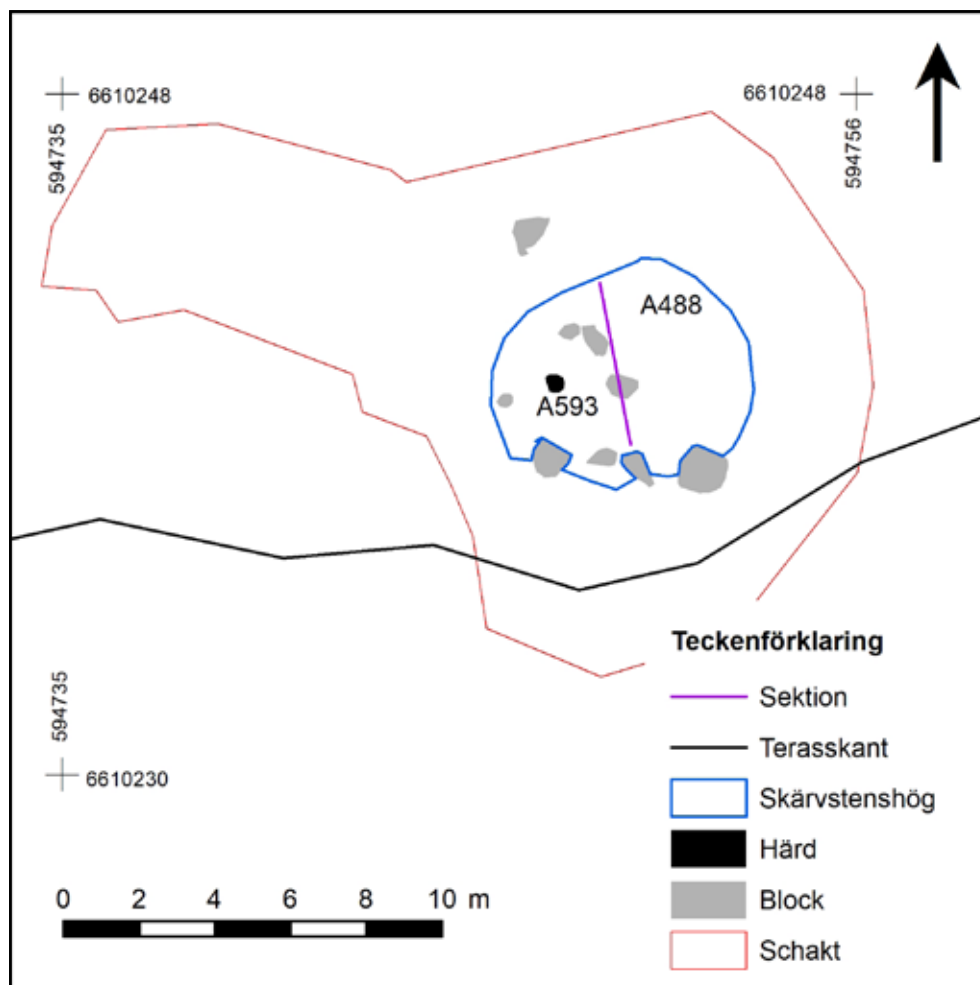 6610248
6610248
594735
594756
A488
A593
Teckenförklaring
Sektion
Terasskant
594735
6610230
Skärvstenshög
Härd
0 2 4 6 8 10 m
Block
Schakt